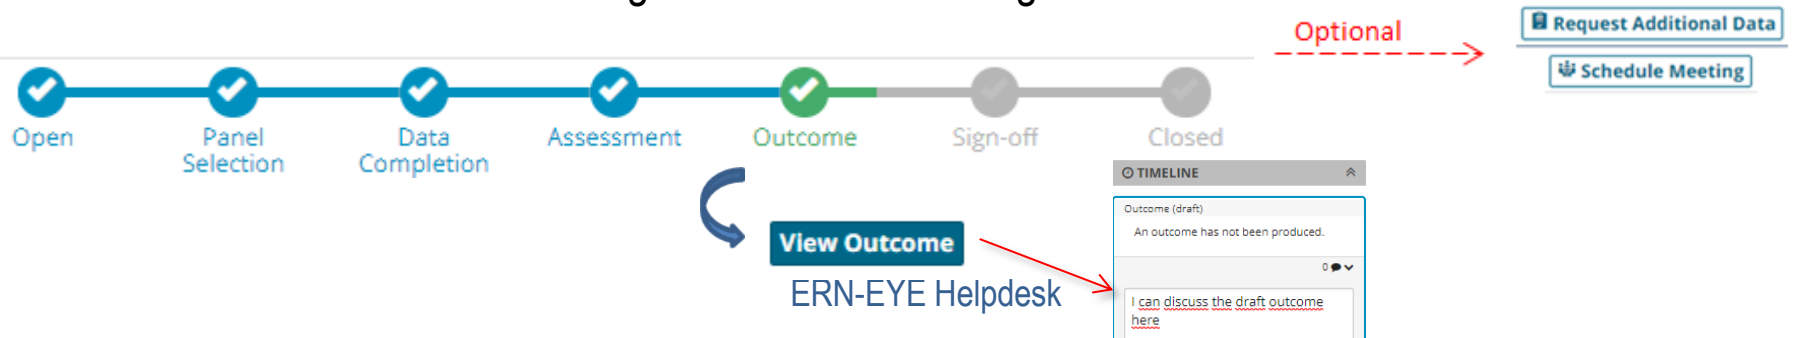 Optional
Request Additional Data
Schedule Meeting
Open
Panel
Selection
Data
Completion
Assessment
Outcome
Sign-off
Closed
TIMELINE
Outcome (draft)
An outcome has not been produced.
0
View Outcome
ERN-EYE Helpdesk
I can discuss the draft outcome
here